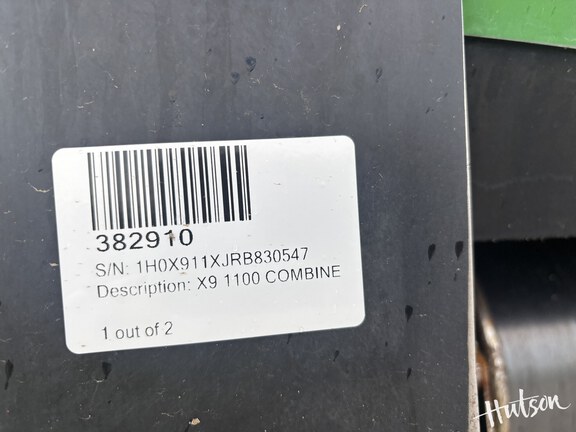 382910
S/N: 1H0X911XJRB830547
Description: X9 1100 COMBINE
1 out of 2
Hutson